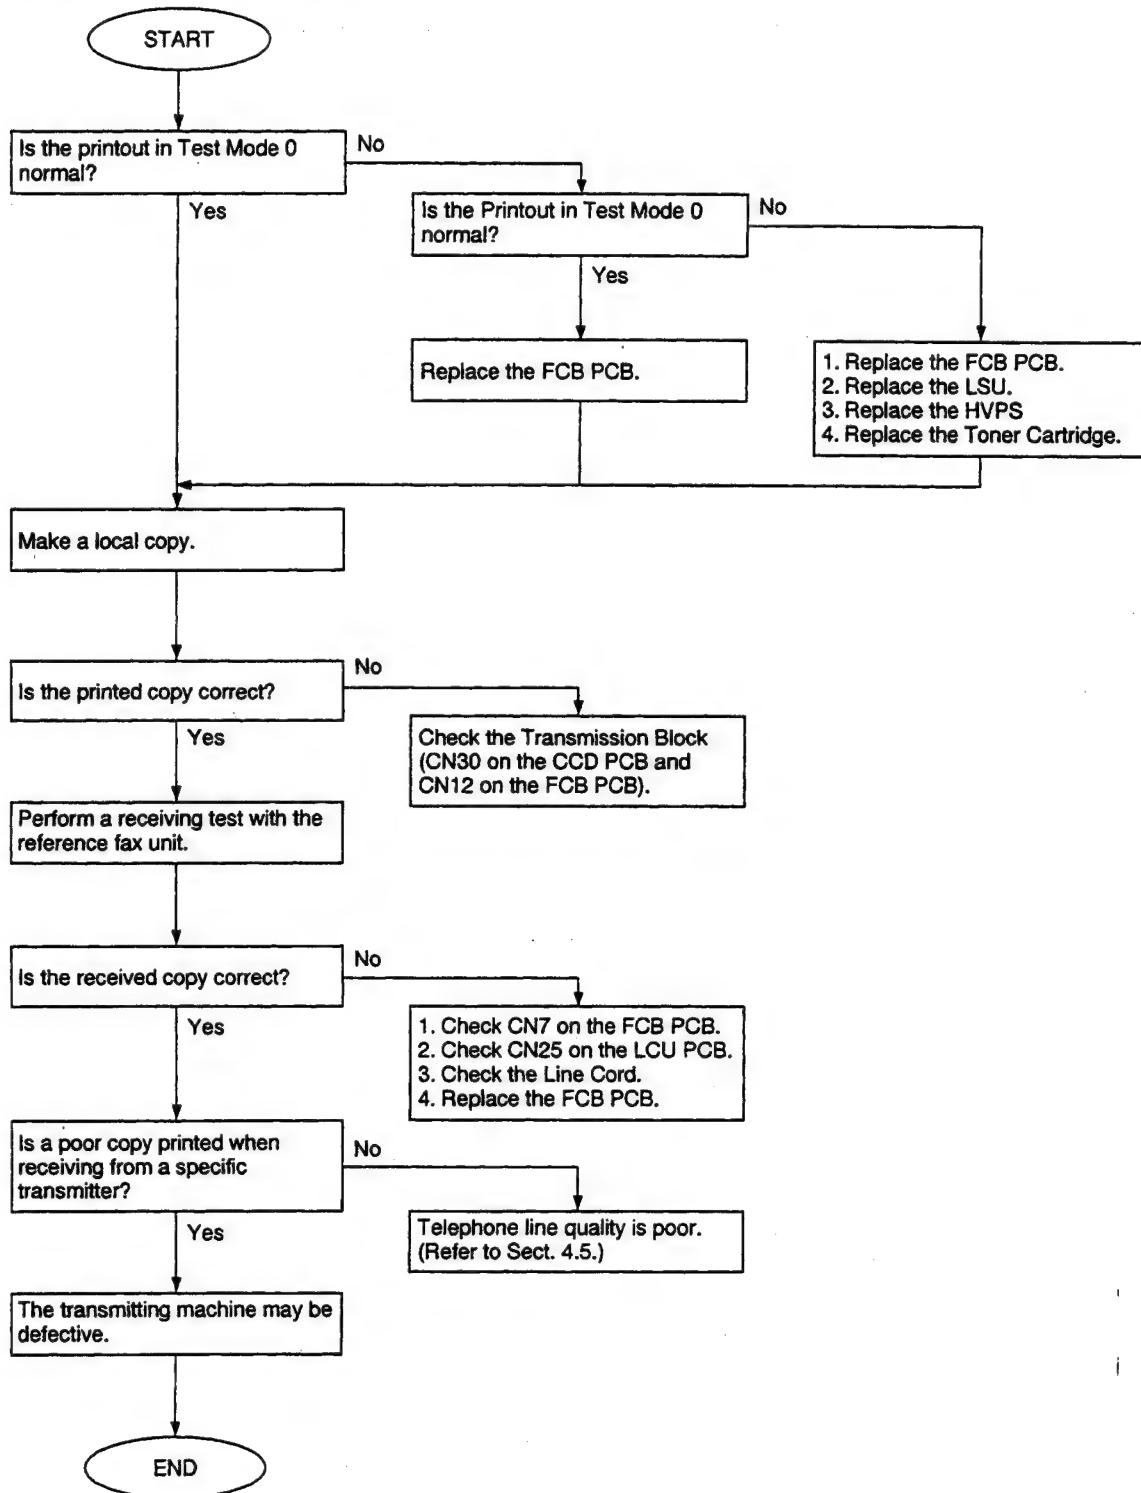 START
Is the printout in Test Mode 0
normal?
No
Yes
Is the Printout in Test Mode 0
normal?
No
Yes
Replace the FCB PCB.
1. Replace the FCB PCB.
2. Replace the LSU.
3. Replace the HVPS
4. Replace the Toner Cartridge.
Make a local copy.
Is the printed copy correct?
No
Yes
Check the Transmission Block
(CN30 on the CCD PCB and
CN12 on the FCB PCB).
Perform a receiving test with the
reference fax unit.
Is the received copy correct?
No
Yes
1. Check CN7 on the FCB PCB.
2. Check CN25 on the LCU PCB.
3. Check the Line Cord.
4. Replace the FCB PCB.
Is a poor copy printed when
receiving from a specific
transmitter?
No
Yes
Telephone line quality is poor.
(Refer to Sect. 4.5.)
The transmitting machine may be
defective.
END